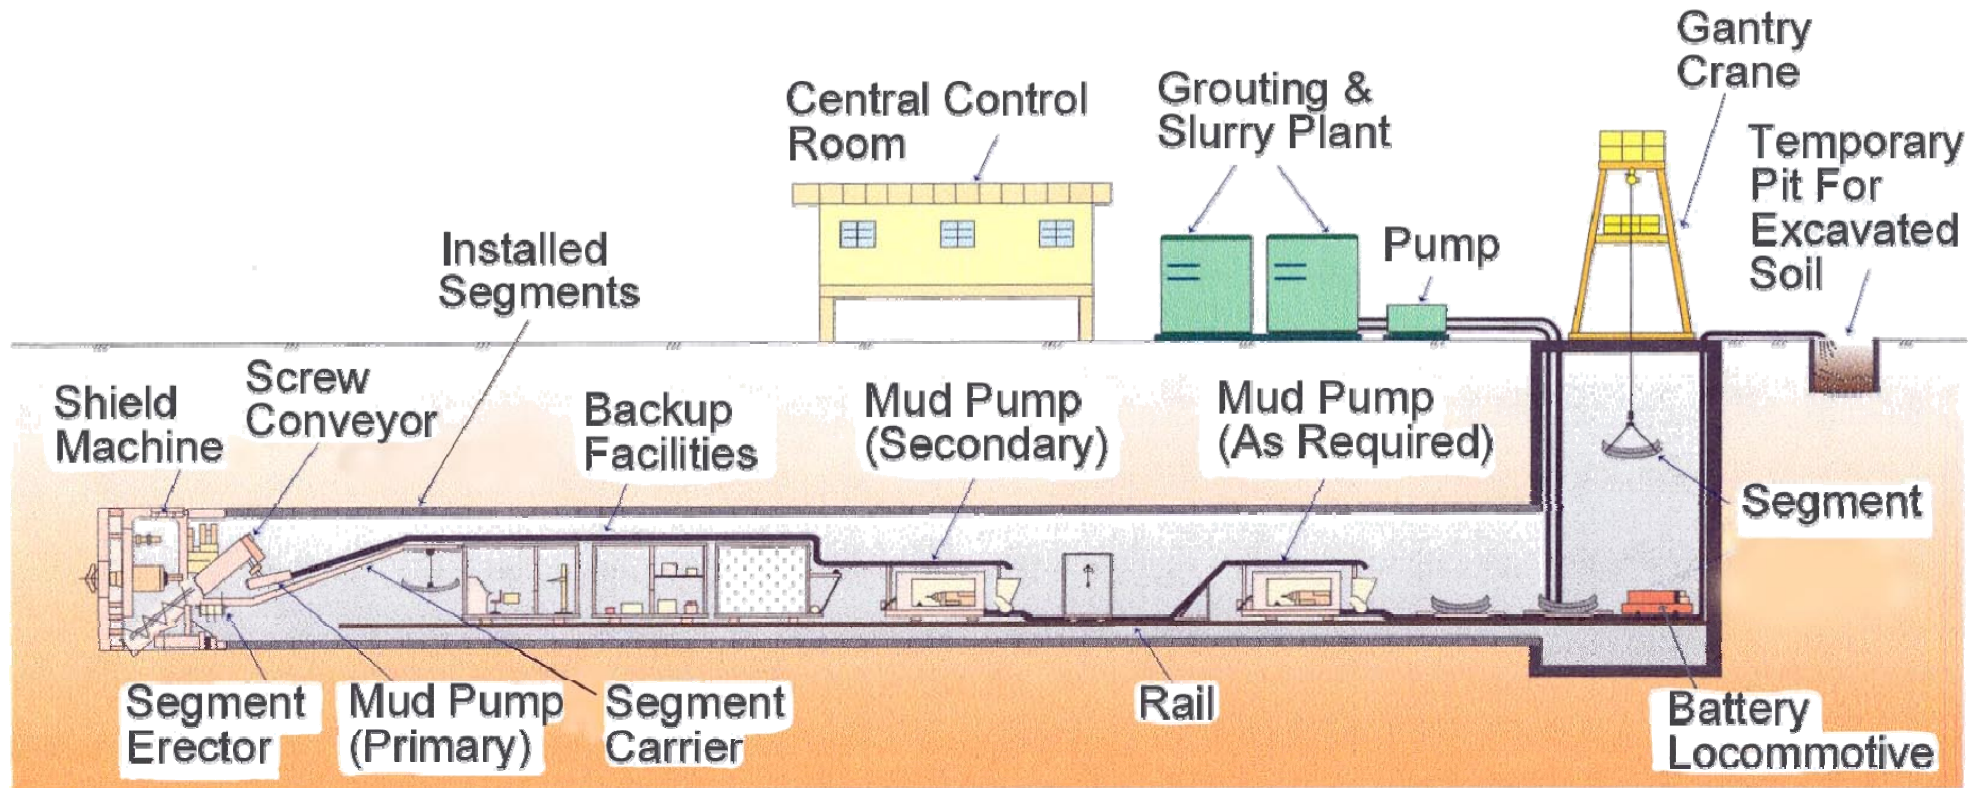 Gantry
Crane
Central Control
Room
Grouting &
Slurry Plant
Temporary
Pit For
Excavated
Soil
Pump
Installed
Segments
Shield
Machine
Screw
Conveyor
Backup
Facilities
Mud Pump
(Secondary)
Mud Pump
(As Required)
Segment
Segment
Erector
Mud Pump
(Primary)
Segment
Carrier
Rail
Battery
Locommotive